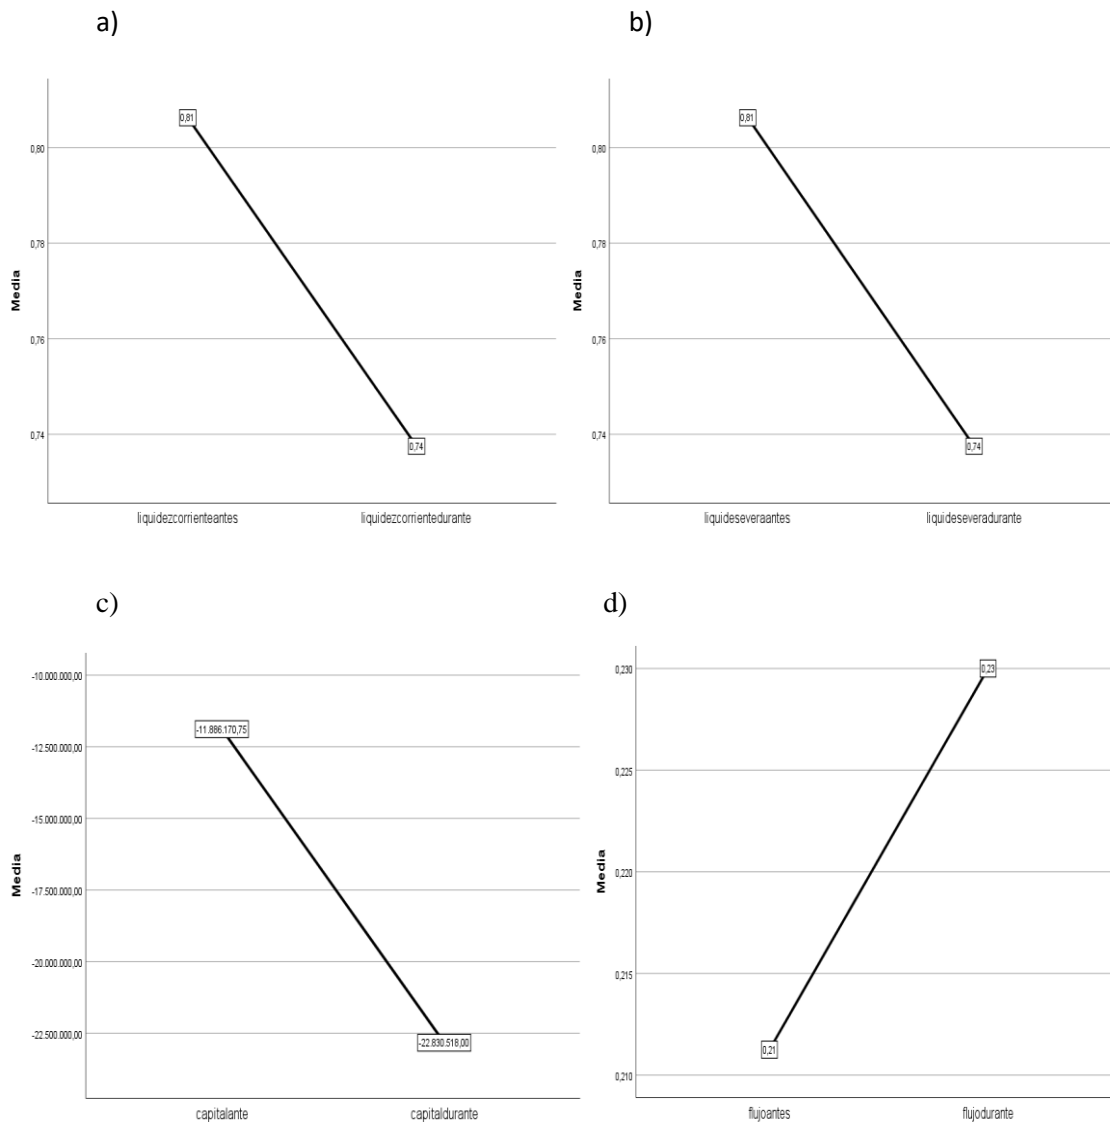 a)
0,81
0,80
0,78
0,76
0,74
0,74
Media
liquidezcorrienteantes liquidezcorrientedurante
b)
0,81
0,80
0,78
0,76
0,74
0,74
Media
liquideseveraantes liquideseveradurante
c)
-10.000.000,00
-11.886.170,75
-12.500.000,00
-15.000.000,00
-17.500.000,00
-20.000.000,00
-22.500.000,00
-22.830.518,00
Media
capitalante capitaldurante
d)
0,230
0,23
0,225
0,220
0,215
0,21
0,210
Media
flujoantes flujodurante